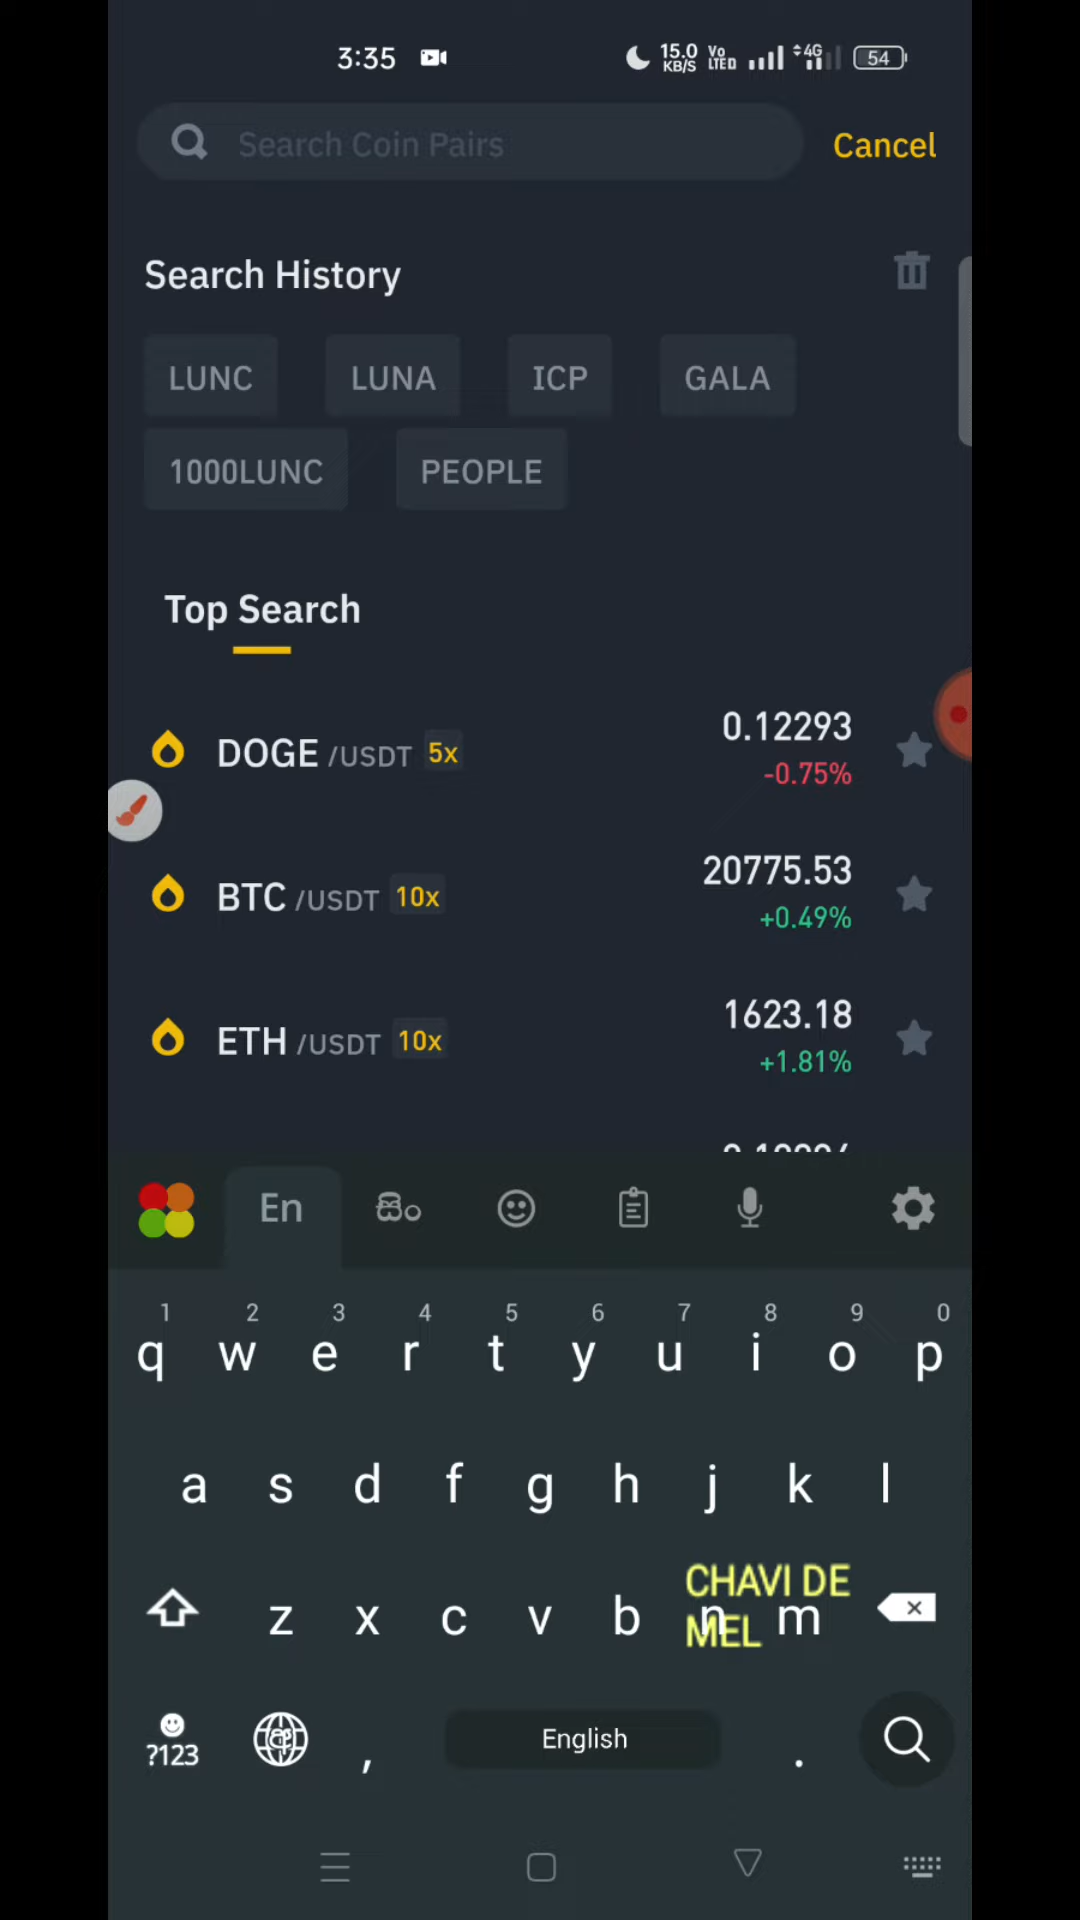 3:35 15.0 KB/S Vo LTED 4G 54
Search Coin Pairs Cancel
Search History
LUNC LUNA ICP GALA
1000LUNC PEOPLE
Top Search
DOGE /USDT 5x 0.12293
-0.75%
BTC /USDT 10x 20775.53
+0.49%
ETH /USDT 10x 1623.18
+1.81%
En සිං
1 2 3 4 5 6 7 8 9 0
q w e r t y u i o p
a s d f g h j k l
CHAVI DE
MEL
z x c v b n m
?123 , English .